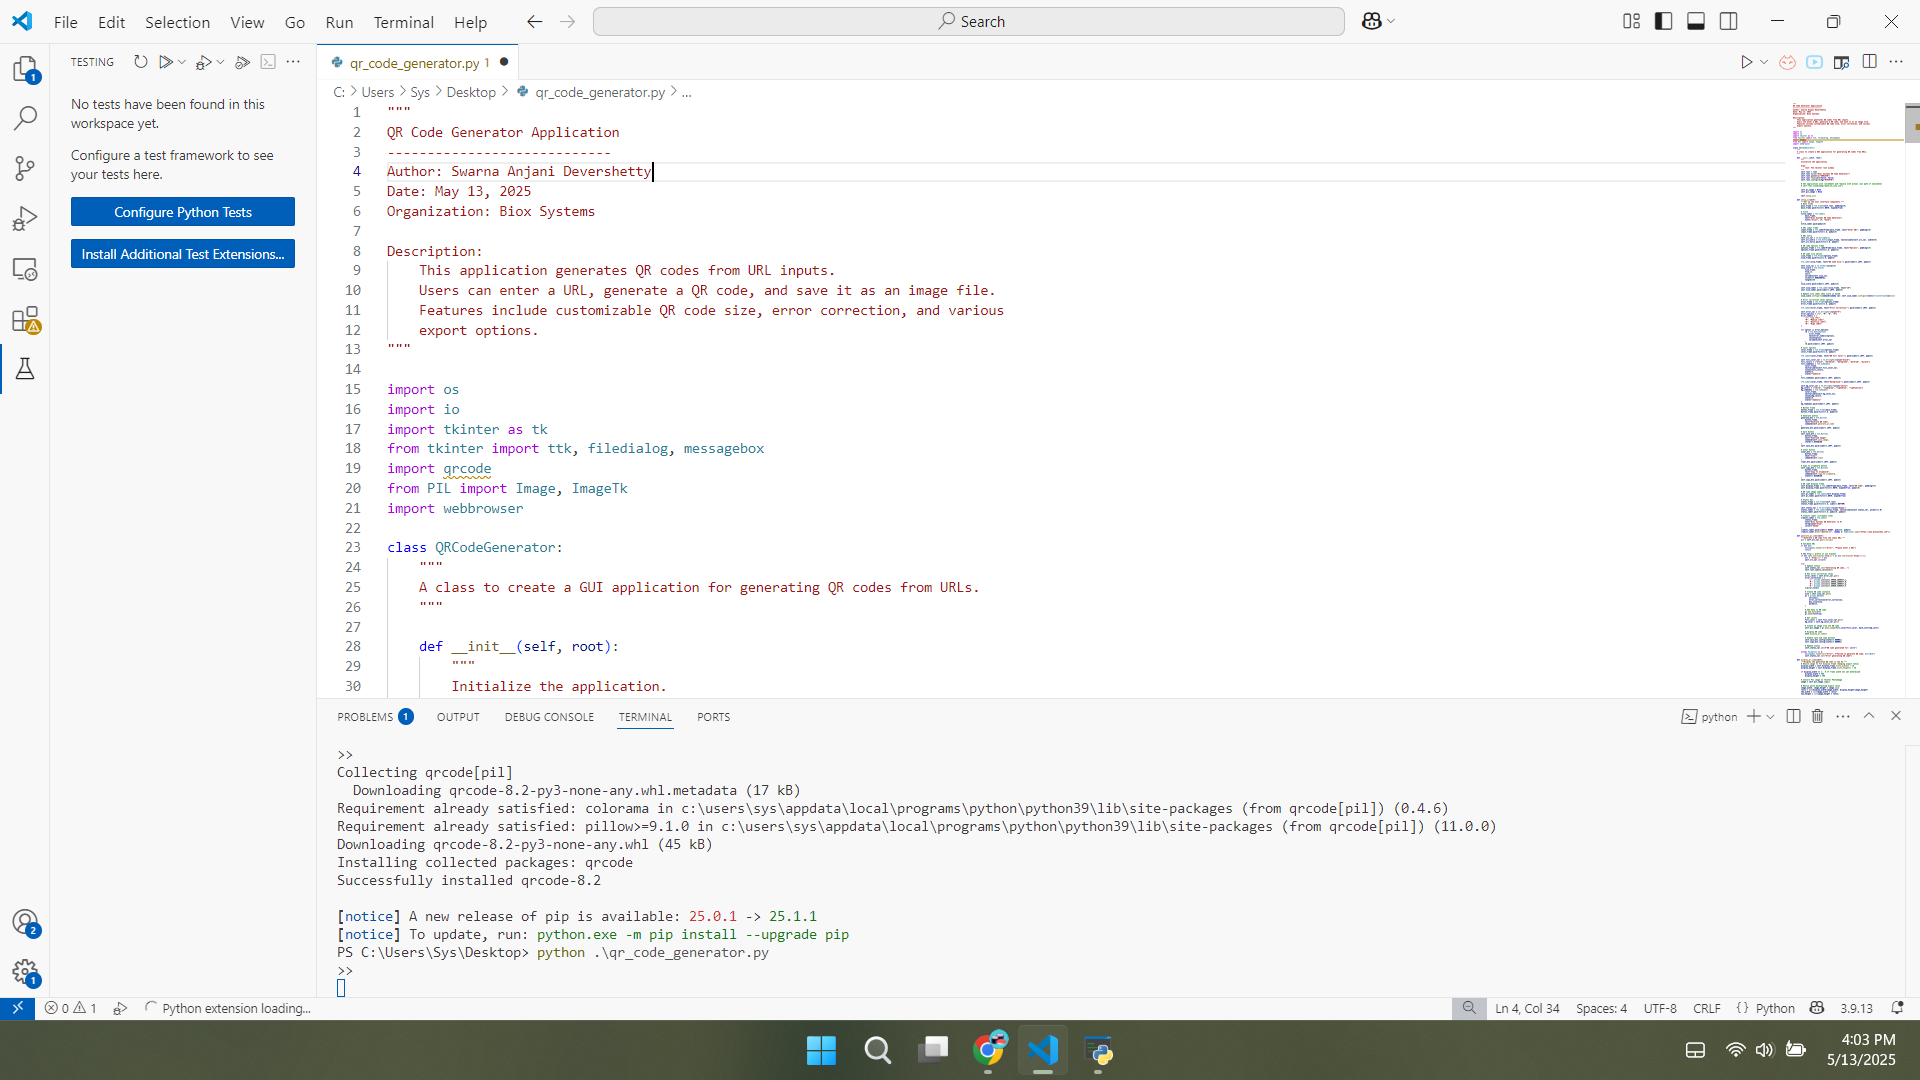 File Edit Selection View Go Run Terminal Help
Search
TESTING
qr_code_generator.py 1
C: > Users > Sys > Desktop > qr_code_generator.py > ...
No tests have been found in this
workspace yet.
Configure a test framework to see
your tests here.
Configure Python Tests
Install Additional Test Extensions...
1
1 """
2 QR Code Generator Application
3 ----------------------------
4 Author: Swarna Anjani Devershetty
5 Date: May 13, 2025
6 Organization: Biox Systems
7
8 Description:
9 This application generates QR codes from URL inputs.
10 Users can enter a URL, generate a QR code, and save it as an image file.
11 Features include customizable QR code size, error correction, and various
12 export options.
13 """
14
15 import os
16 import io
17 import tkinter as tk
18 from tkinter import ttk, filedialog, messagebox
19 import qrcode
20 from PIL import Image, ImageTk
21 import webbrowser
22
23 class QRCodeGenerator:
24 """
25 A class to create a GUI application for generating QR codes from URLs.
26 """
27
28 def __init__(self, root):
29 """
30 Initialize the application.
PROBLEMS 1 OUTPUT DEBUG CONSOLE TERMINAL PORTS
python
>>
Collecting qrcode[pil]
Downloading qrcode-8.2-py3-none-any.whl.metadata (17 kB)
Requirement already satisfied: colorama in c:\users\sys\appdata\local\programs\python\python39\lib\site-packages (from qrcode[pil]) (0.4.6)
Requirement already satisfied: pillow>=9.1.0 in c:\users\sys\appdata\local\programs\python\python39\lib\site-packages (from qrcode[pil]) (11.0.0)
Downloading qrcode-8.2-py3-none-any.whl (45 kB)
Installing collected packages: qrcode
Successfully installed qrcode-8.2
[notice] A new release of pip is available: 25.0.1 -> 25.1.1
[notice] To update, run: python.exe -m pip install --upgrade pip
PS C:\Users\Sys\Desktop> python .\qr_code_generator.py
>>
2
1
0 1 Python extension loading...
Ln 4, Col 34 Spaces: 4 UTF-8 CRLF {} Python 3.9.13
4:03 PM
5/13/2025